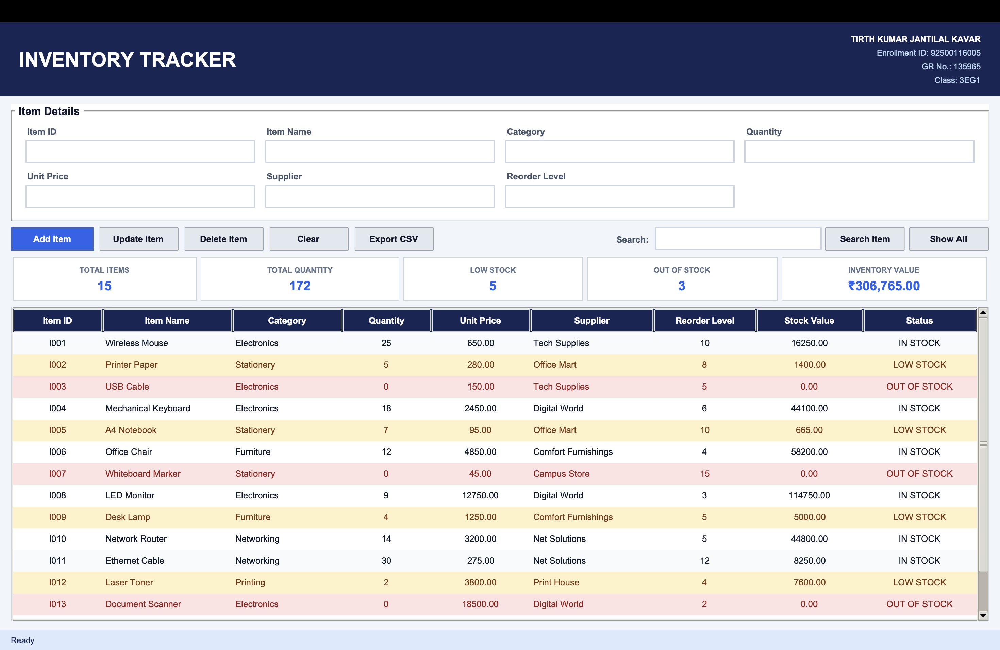 INVENTORY TRACKER
TIRTH KUMAR JANTILAL KAVAR
Enrollment ID: 92500116005
GR No.: 135965
Class: 3EG1
Item Details
Item ID Item Name Category Quantity
Unit Price Supplier Reorder Level
Add Item Update Item Delete Item Clear Export CSV Search: Search Item Show All
TOTAL ITEMS TOTAL QUANTITY LOW STOCK OUT OF STOCK INVENTORY VALUE
15 172 5 3 ₹306,765.00
Item ID Item Name Category Quantity Unit Price Supplier Reorder Level Stock Value Status
I001 Wireless Mouse Electronics 25 650.00 Tech Supplies 10 16250.00 IN STOCK
I002 Printer Paper Stationery 5 280.00 Office Mart 8 1400.00 LOW STOCK
I003 USB Cable Electronics 0 150.00 Tech Supplies 5 0.00 OUT OF STOCK
I004 Mechanical Keyboard Electronics 18 2450.00 Digital World 6 44100.00 IN STOCK
I005 A4 Notebook Stationery 7 95.00 Office Mart 10 665.00 LOW STOCK
I006 Office Chair Furniture 12 4850.00 Comfort Furnishings 4 58200.00 IN STOCK
I007 Whiteboard Marker Stationery 0 45.00 Campus Store 15 0.00 OUT OF STOCK
I008 LED Monitor Electronics 9 12750.00 Digital World 3 114750.00 IN STOCK
I009 Desk Lamp Furniture 4 1250.00 Comfort Furnishings 5 5000.00 LOW STOCK
I010 Network Router Networking 14 3200.00 Net Solutions 5 44800.00 IN STOCK
I011 Ethernet Cable Networking 30 275.00 Net Solutions 12 8250.00 IN STOCK
I012 Laser Toner Printing 2 3800.00 Print House 4 7600.00 LOW STOCK
I013 Document Scanner Electronics 0 18500.00 Digital World 2 0.00 OUT OF STOCK
Ready